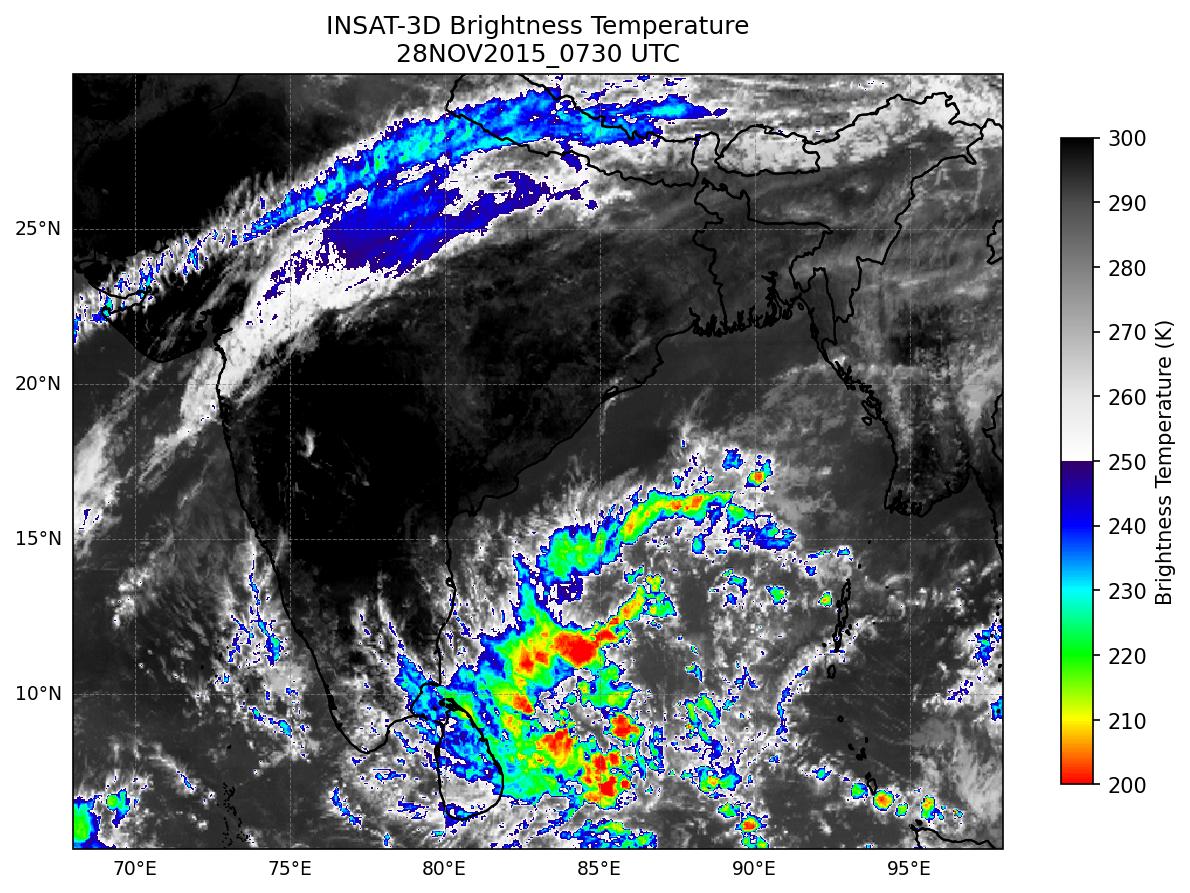 INSAT-3D Brightness Temperature
28NOV2015_0730 UTC
25°N
20°N
15°N
10°N
70°E
75°E
80°E
85°E
90°E
95°E
300
290
280
270
260
250
240
230
220
210
200
Brightness Temperature (K)